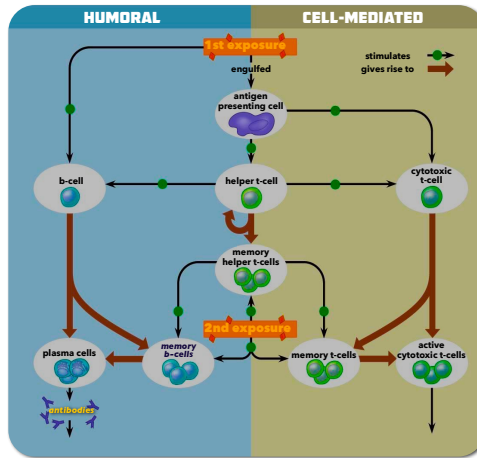 HUMORAL
CELL-MEDIATED
1st exposure
engulfed
stimulates
gives rise to
antigen
presenting cell
b-cell
helper t-cell
cytotoxic
t-cell
memory
helper t-cells
2nd exposure
plasma cells
memory
b-cells
memory t-cells
active
cytotoxic t-cells
antibodies